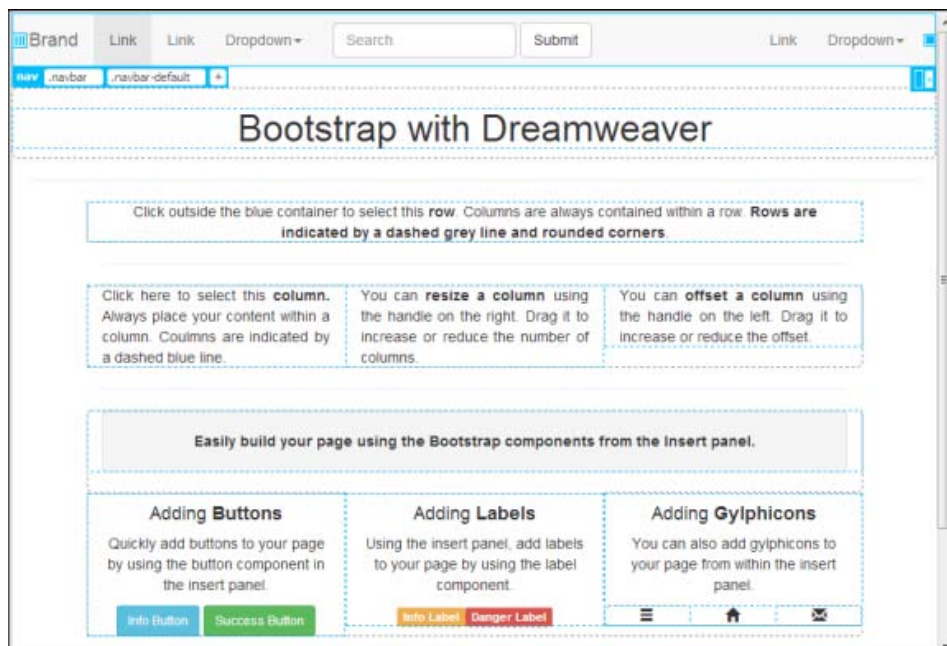 Brand Link Link Dropdown Search Submit Link Dropdown
nav .navbar .navbar-default +
Bootstrap with Dreamweaver
Click outside the blue container to select this row. Columns are always contained within a row. Rows are
indicated by a dashed grey line and rounded corners.
Click here to select this column.
Always place your content within a
column. Coulmns are indicated by
a dashed blue line.
You can resize a column using
the handle on the right. Drag it to
increase or reduce the number of
columns.
You can offset a column using
the handle on the left. Drag it to
increase or reduce the offset.
Easily build your page using the Bootstrap components from the Insert panel.
Adding Buttons
Quickly add buttons to your page
by using the button component in
the insert panel.
Info Button Success Button
Adding Labels
Using the insert panel, add labels
to your page by using the label
component.
Info Label Danger Label
Adding Gylphicons
You can also add gylphicons to
your page from within the insert
panel.